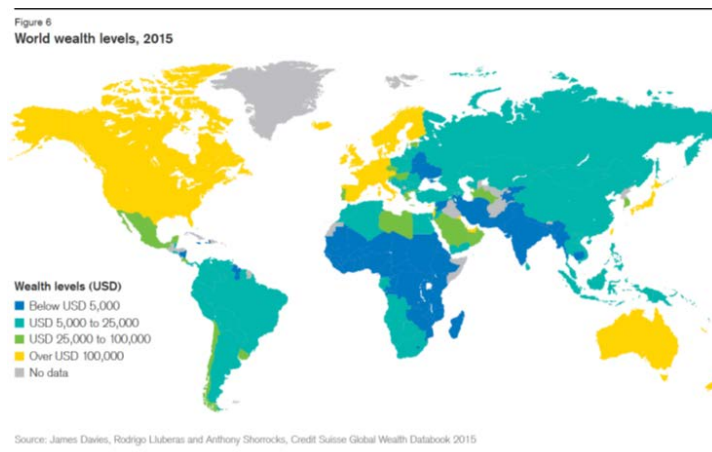 Figure 6
World wealth levels, 2015
Wealth levels (USD)
Below USD 5,000
USD 5,000 to 25,000
USD 25,000 to 100,000
Over USD 100,000
No data
Source: James Davies, Rodrigo Lluberas and Anthony Shorrocks, Credit Suisse Global Wealth Databook 2015